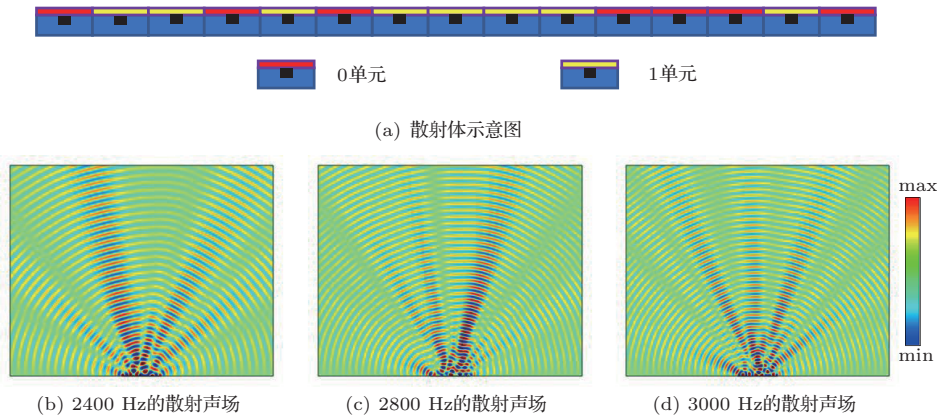 0单元
1单元
(a) 散射体示意图
max
min
(b) 2400 Hz的散射声场
(c) 2800 Hz的散射声场
(d) 3000 Hz的散射声场